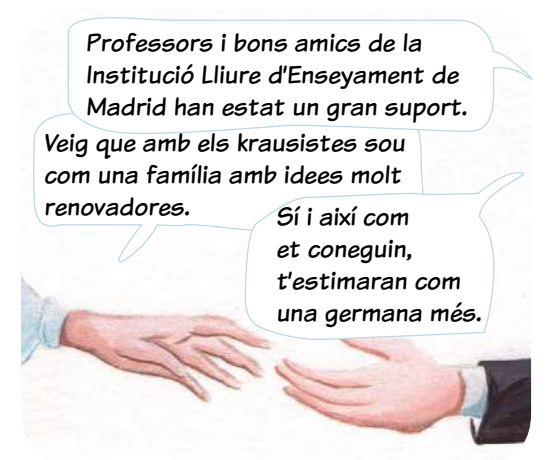 Professors i bons amics de la
Institució Lliure d'Enseyament de
Madrid han estat un gran suport.
Veig que amb els krausistes sou
com una família amb idees molt
renovadores.
Sí i així com
et coneguin,
t'estimaran com
una germana més.